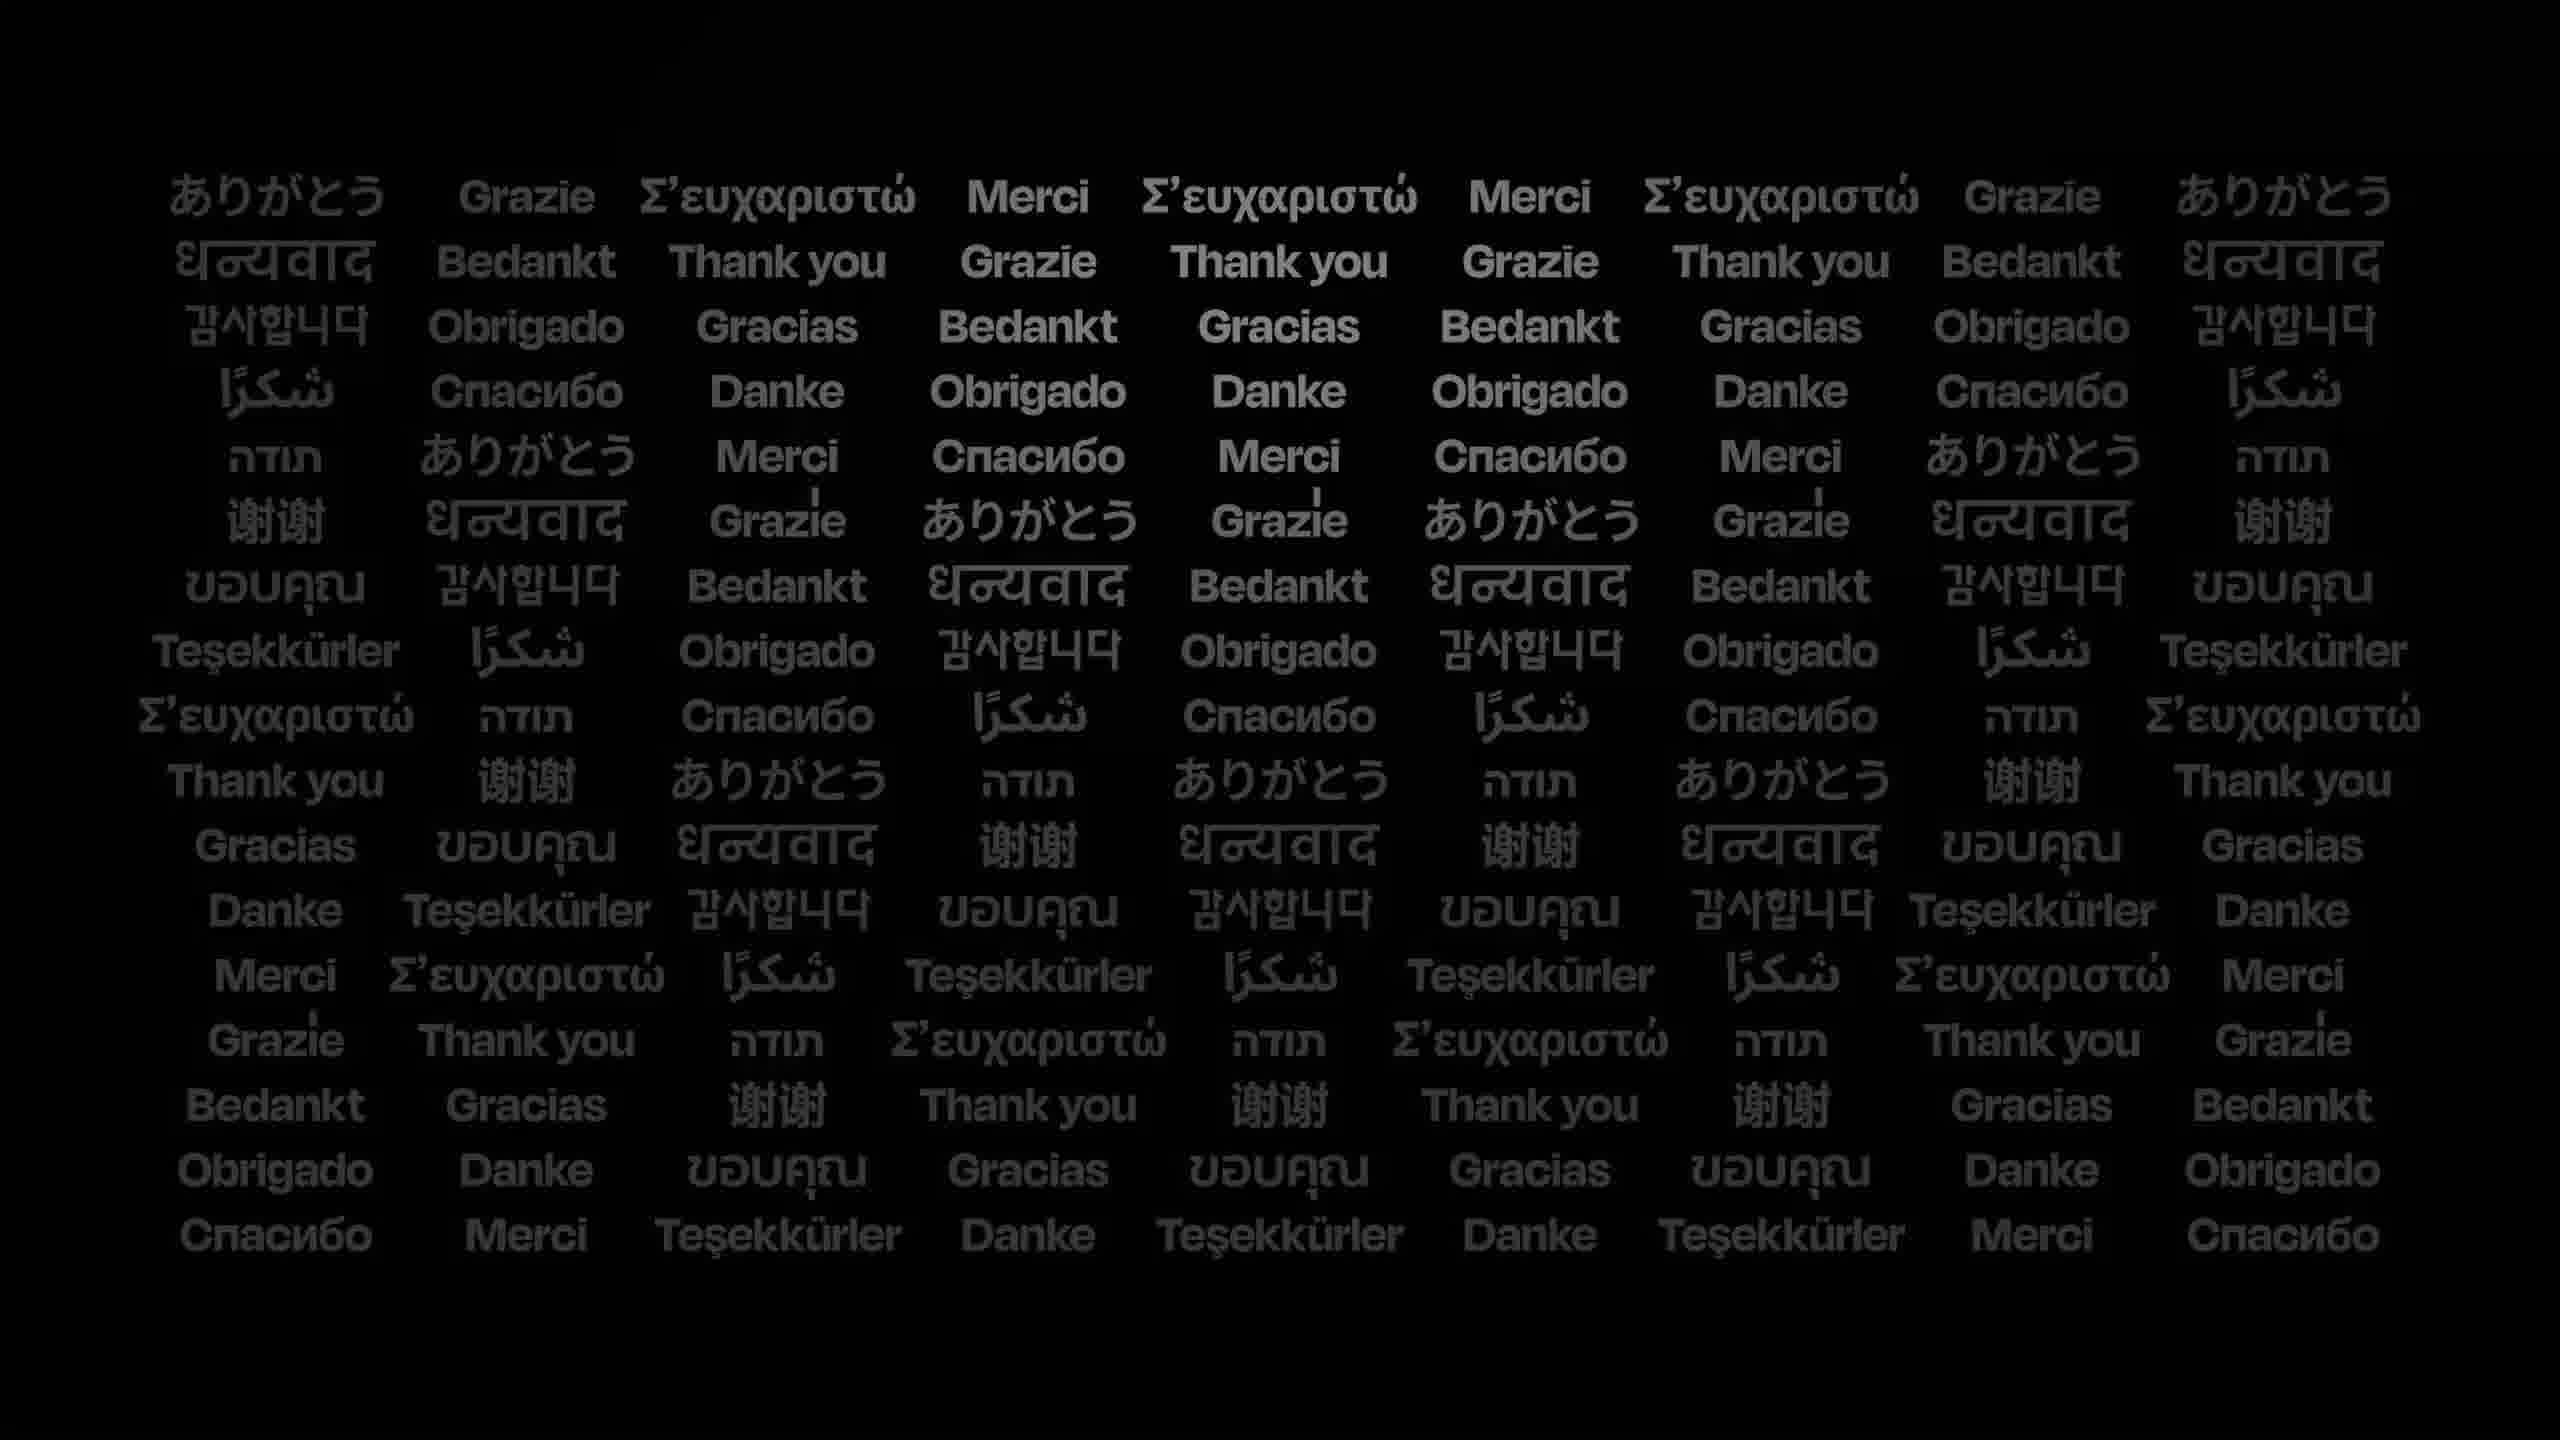 ありがとう Grazie Σ’ευχαριστώ Merci Σ’ευχαριστώ Merci Σ’ευχαριστώ Grazie ありがとう
धन्यवाद Bedankt Thank you Grazie Thank you Grazie Thank you Bedankt धन्यवाद
감사합니다 Obrigado Gracias Bedankt Gracias Bedankt Gracias Obrigado 감사합니다
شكرًا Спасибо Danke Obrigado Danke Obrigado Danke Спасибо شكرًا
תודה ありがとう Merci Спасибо Merci Спасибо Merci ありがとう תודה
谢谢 धन्यवाद Grazie ありがとう Grazie ありがとう Grazie धन्यवाद 谢谢
ขอบคุณ 감사합니다 Bedankt धन्यवाद Bedankt धन्यवाद Bedankt 감사합니다 ขอบคุณ
Teşekkürler شكرًا Obrigado 감사합니다 Obrigado 감사합니다 Obrigado شكرًا Teşekkürler
Σ’ευχαριστώ תודה Спасибо شكرًا Спасибо شكرًا Спасибо תודה Σ’ευχαριστώ
Thank you 谢谢 ありがとう תודה ありがとう תודה ありがとう 谢谢 Thank you
Gracias ขอบคุณ धन्यवाद 谢谢 धन्यवाद 谢谢 धन्यवाद ขอบคุณ Gracias
Danke Teşekkürler 감사합니다 ขอบคุณ 감사합니다 ขอบคุณ 감사합니다 Teşekkürler Danke
Merci Σ’ευχαριστώ شكرًا Teşekkürler شكرًا Teşekkürler شكرًا Σ’ευχαριστώ Merci
Grazie Thank you תודה Σ’ευχαριστώ תודה Σ’ευχαριστώ תודה Thank you Grazie
Bedankt Gracias 谢谢 Thank you 谢谢 Thank you 谢谢 Gracias Bedankt
Obrigado Danke ขอบคุณ Gracias ขอบคุณ Gracias ขอบคุณ Danke Obrigado
Спасибо Merci Teşekkürler Danke Teşekkürler Danke Teşekkürler Merci Спасибо